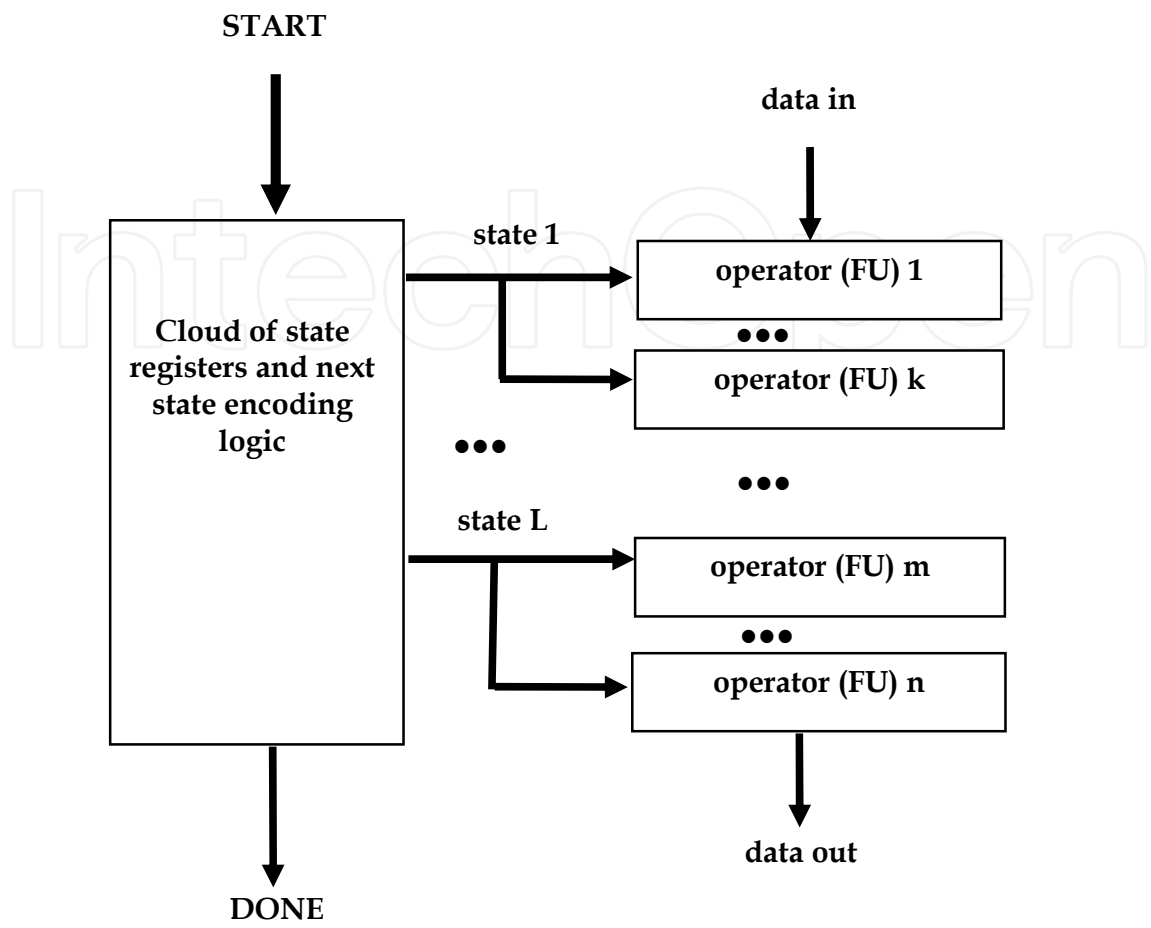 START
data in
IntechOpen
state 1
operator (FU) 1
Cloud of state
registers and next
state encoding
logic
•••
operator (FU) k
•••
•••
state L
operator (FU) m
•••
operator (FU) n
data out
DONE